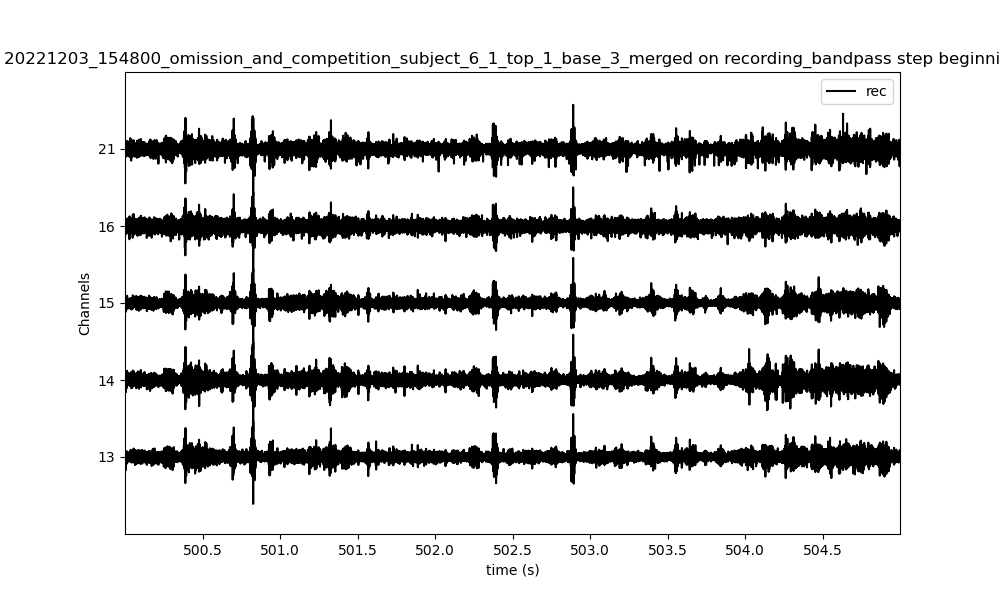 20221203_154800_omission_and_competition_subject_6_1_top_1_base_3_merged on recording_bandpass step beginni
rec
21
16
15
14
13
Channels
500.5 501.0 501.5 502.0 502.5 503.0 503.5 504.0 504.5
time (s)